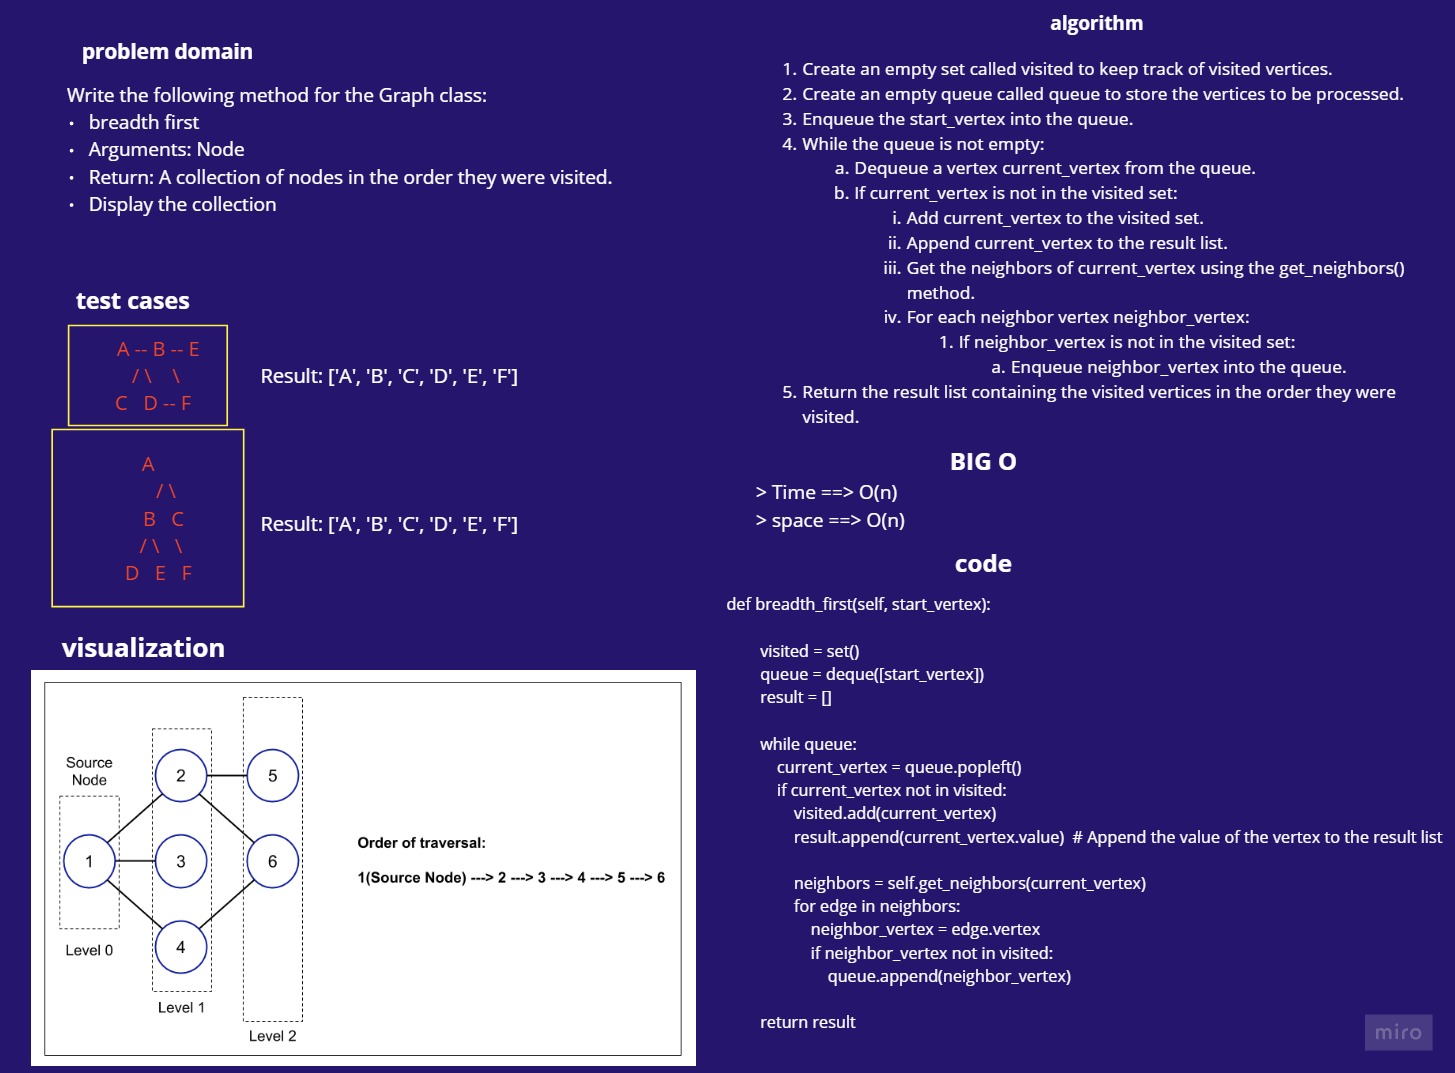 problem domain
Write the following method for the Graph class:
• breadth first
• Arguments: Node
• Return: A collection of nodes in the order they were visited.
• Display the collection
test cases
A -- B -- E
/ \ \
C D -- F
Result: ['A', 'B', 'C', 'D', 'E', 'F']
A
/ \
B C
/ \ \
D E F
Result: ['A', 'B', 'C', 'D', 'E', 'F']
visualization
Source
Node
1
2
3
4
5
6
Level 0
Level 1
Level 2
Order of traversal:
1(Source Node) ---> 2 ---> 3 ---> 4 ---> 5 ---> 6
algorithm
1. Create an empty set called visited to keep track of visited vertices.
2. Create an empty queue called queue to store the vertices to be processed.
3. Enqueue the start_vertex into the queue.
4. While the queue is not empty:
a. Dequeue a vertex current_vertex from the queue.
b. If current_vertex is not in the visited set:
i. Add current_vertex to the visited set.
ii. Append current_vertex to the result list.
iii. Get the neighbors of current_vertex using the get_neighbors()
method.
iv. For each neighbor vertex neighbor_vertex:
1. If neighbor_vertex is not in the visited set:
a. Enqueue neighbor_vertex into the queue.
5. Return the result list containing the visited vertices in the order they were
visited.
BIG O
> Time ==> O(n)
> space ==> O(n)
code
def breadth_first(self, start_vertex):
visited = set()
queue = deque([start_vertex])
result = []
while queue:
current_vertex = queue.popleft()
if current_vertex not in visited:
visited.add(current_vertex)
result.append(current_vertex.value) # Append the value of the vertex to the result list
neighbors = self.get_neighbors(current_vertex)
for edge in neighbors:
neighbor_vertex = edge.vertex
if neighbor_vertex not in visited:
queue.append(neighbor_vertex)
return result
miro